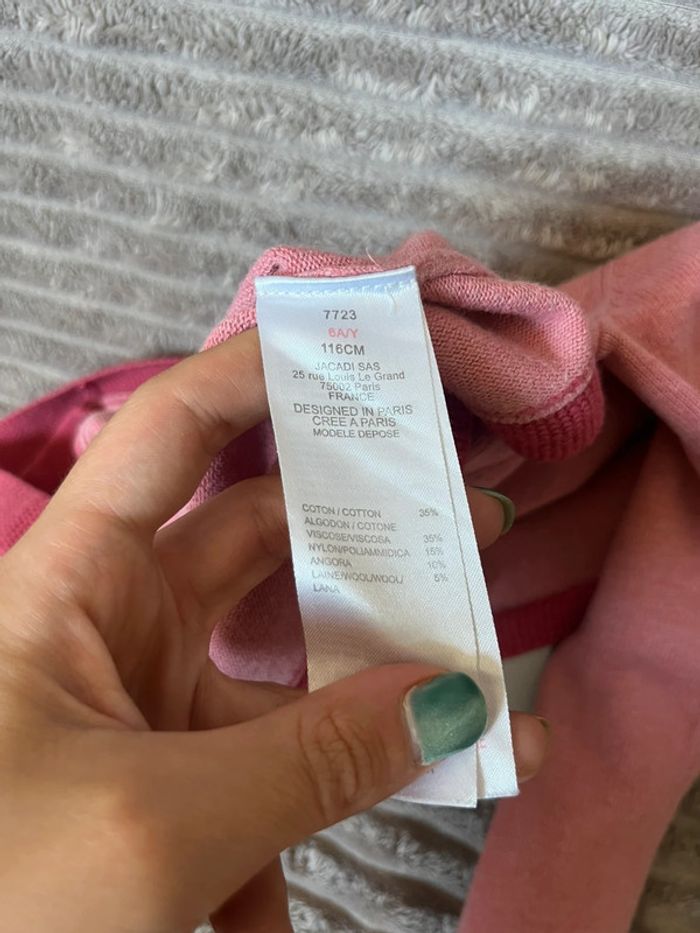 7723
6A/Y
116CM
JACADI SAS
25 rue Louis Le Grand
75002 Paris
FRANCE
DESIGNED IN PARIS
CREE A PARIS
MODELE DEPOSE
COTON/COTTON 35%
ALGODON/COTONE
VISCOSE/VISCOSA 35%
NYLON/POLIAMMIDICA 15%
ANGORA 10%
LAINE/WOOL/WOOL/ 5%
LANA